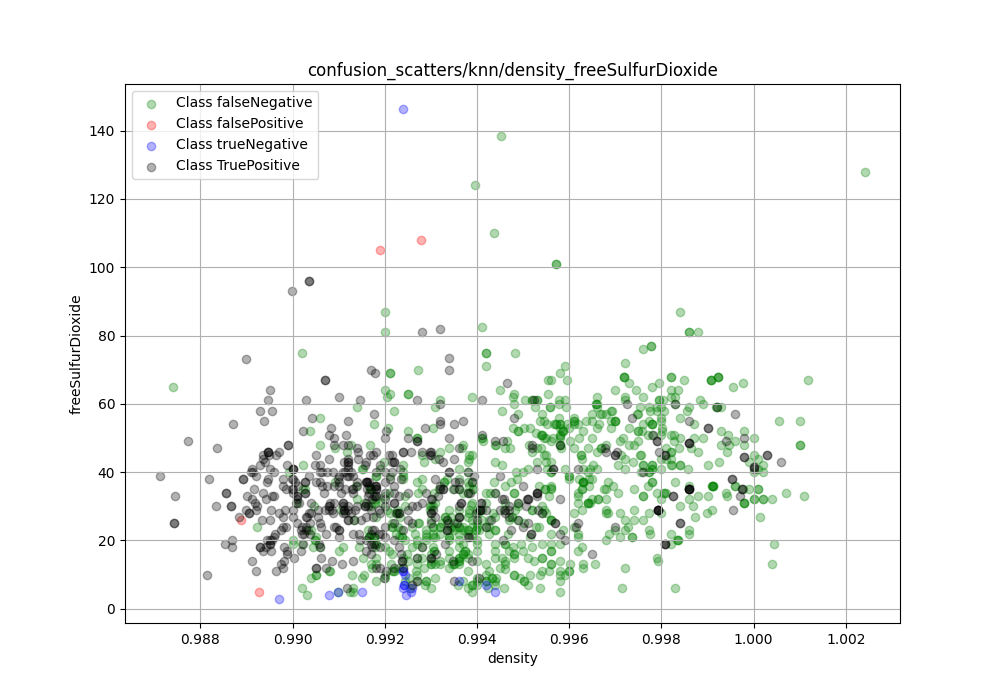 confusion_scatters/knn/density_freeSulfurDioxide
Class falseNegative
Class falsePositive
Class trueNegative
Class TruePositive
140
120
100
80
60
40
20
0
freeSulfurDioxide
0.988 0.990 0.992 0.994 0.996 0.998 1.000 1.002
density